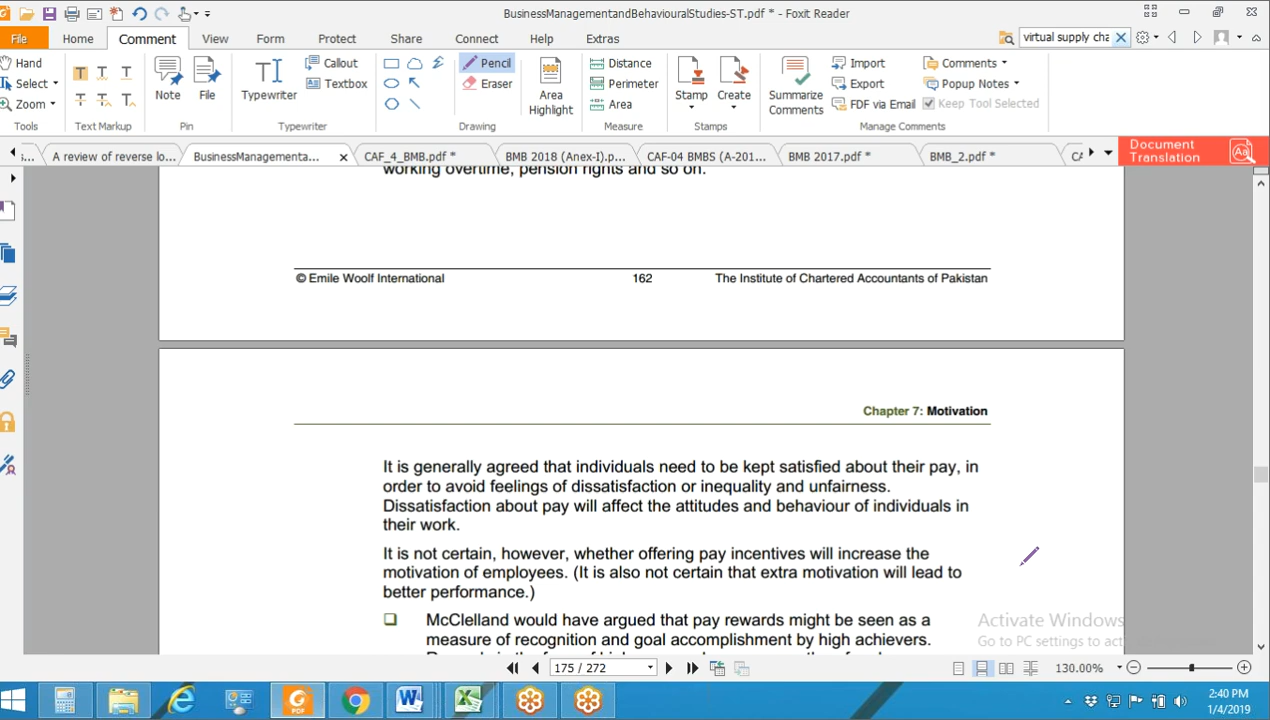 BusinessManagementandBehaviouralStudies-ST.pdf * - Foxit Reader
File Home Comment View Form Protect Share Connect Help Extras
virtual supply cha
Hand
Select
Zoom
Tools
Text Markup
Note
File
Pin
Typewriter
Callout
Textbox
Typewriter
Pencil
Eraser
Area
Highlight
Drawing
Distance
Perimeter
Area
Measure
Stamp
Create
Stamps
Summarize
Comments
Import
Export
FDF via Email
Comments
Popup Notes
Keep Tool Selected
Manage Comments
s... A review of reverse lo... BusinessManagementa... CAF_4_BMB.pdf * BMB 2018 (Anex-I).p... CAF-04 BMBS (A-201... BMB 2017.pdf * BMB_2.pdf * CA
Document
Translation
working overtime, pension rights and so on.
© Emile Woolf International 162 The Institute of Chartered Accountants of Pakistan
Chapter 7: Motivation
It is generally agreed that individuals need to be kept satisfied about their pay, in
order to avoid feelings of dissatisfaction or inequality and unfairness.
Dissatisfaction about pay will affect the attitudes and behaviour of individuals in
their work.
It is not certain, however, whether offering pay incentives will increase the
motivation of employees. (It is also not certain that extra motivation will lead to
better performance.)
❑ McClelland would have argued that pay rewards might be seen as a
measure of recognition and goal accomplishment by high achievers.
Activate Windows
Go to PC settings to act
175 / 272
130.00%
2:40 PM
1/4/2019